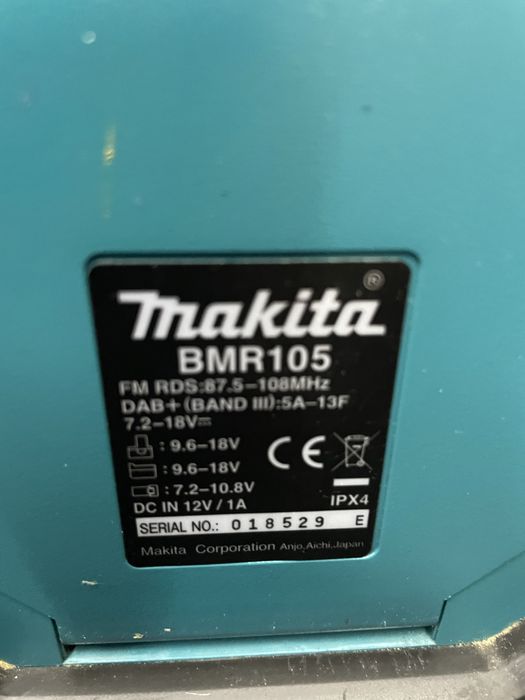 makita®
BMR105
FM RDS:87.5-108MHz
DAB+(BAND III):5A-13F
7.2-18V⎓
: 9.6-18V
: 9.6-18V
: 7.2-10.8V
CE
DC IN 12V / 1A
IPX4
SERIAL NO.: 018529 E
Makita Corporation Anjo,Aichi,Japan